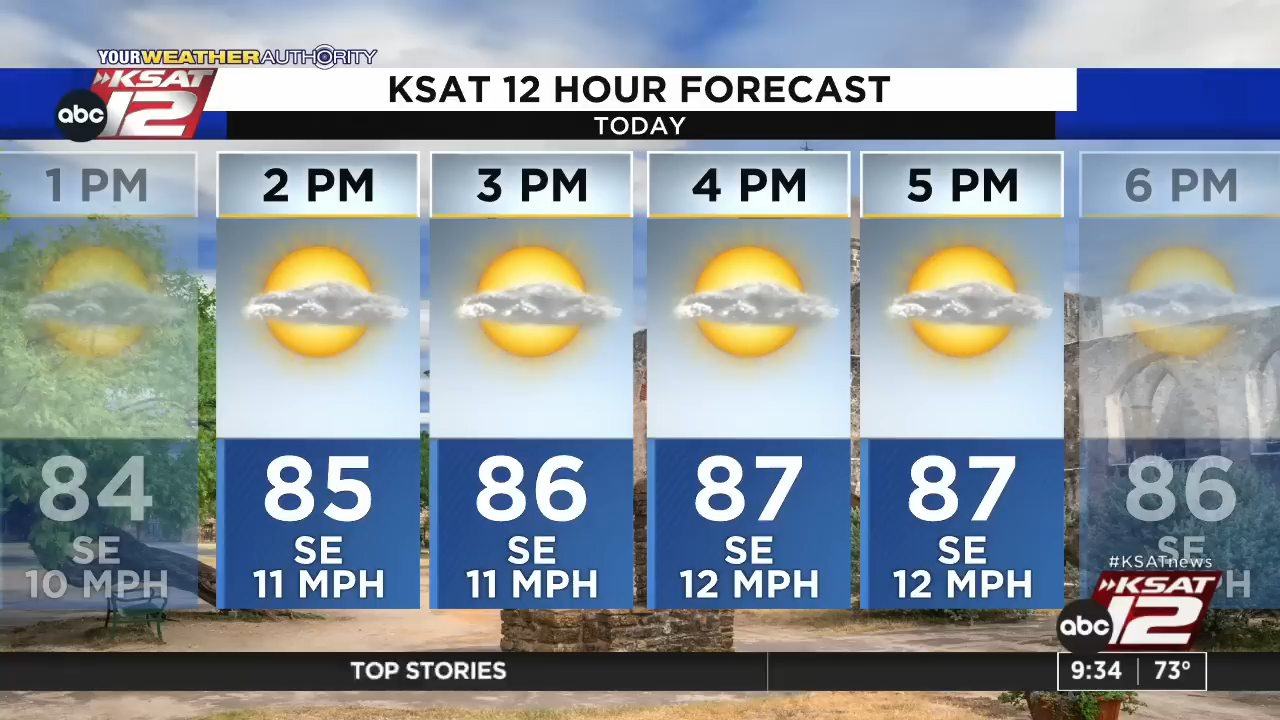 YOURWEATHERAUTHORITY
KSAT
abc 12
KSAT 12 HOUR FORECAST
TODAY
1 PM
84
SE
10 MPH
2 PM
85
SE
11 MPH
3 PM
86
SE
11 MPH
4 PM
87
SE
12 MPH
5 PM
87
SE
12 MPH
6 PM
86
SE
H
#KSATnews
KSAT
abc 12
TOP STORIES
9:34 73°